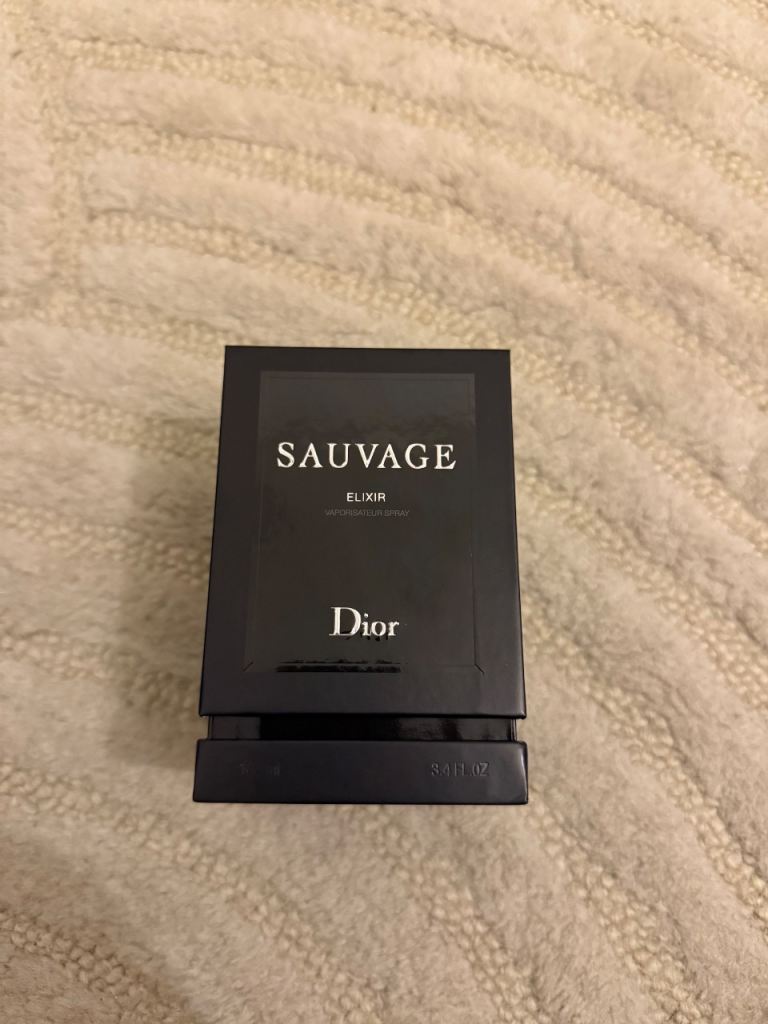 SAUVAGE
ELIXIR
VAPORISATEUR SPRAY
Dior
3.4 FL.OZ